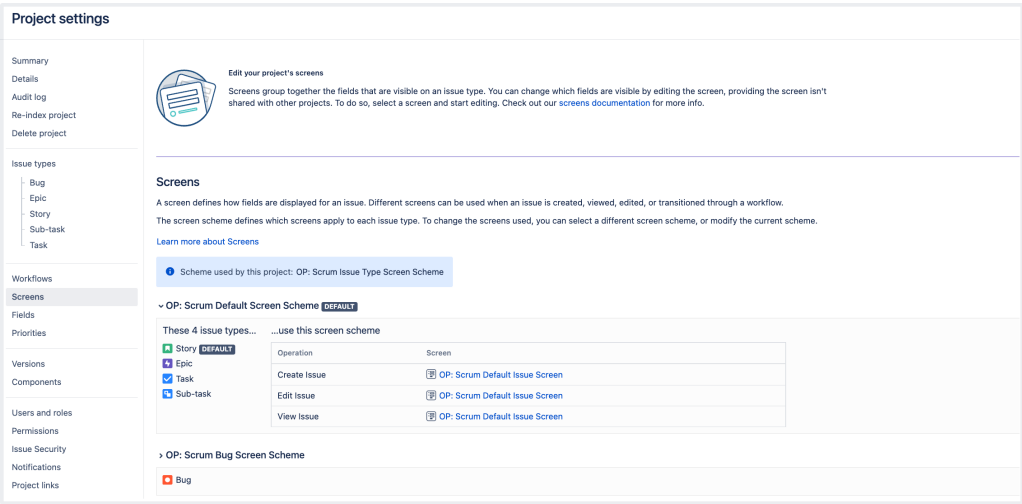 Project settings
Summary
Details
Audit log
Re-index project
Delete project
Issue types
Bug
Epic
Story
Sub-task
Task
Workflows
Screens
Fields
Priorities
Versions
Components
Users and roles
Permissions
Issue Security
Notifications
Project links
Edit your project's screens
Screens group together the fields that are visible on an issue type. You can change which fields are visible by editing the screen, providing the screen isn't
shared with other projects. To do so, select a screen and start editing. Check out our screens documentation for more info.
Screens
A screen defines how fields are displayed for an issue. Different screens can be used when an issue is created, viewed, edited, or transitioned through a workflow.
The screen scheme defines which screens apply to each issue type. To change the screens used, you can select a different screen scheme, or modify the current scheme.
Learn more about Screens
Scheme used by this project: OP: Scrum Issue Type Screen Scheme
OP: Scrum Default Screen Scheme DEFAULT
These 4 issue types... ...use this screen scheme
Story DEFAULT
Epic
Task
Sub-task
Operation Screen
Create Issue OP: Scrum Default Issue Screen
Edit Issue OP: Scrum Default Issue Screen
View Issue OP: Scrum Default Issue Screen
OP: Scrum Bug Screen Scheme
Bug